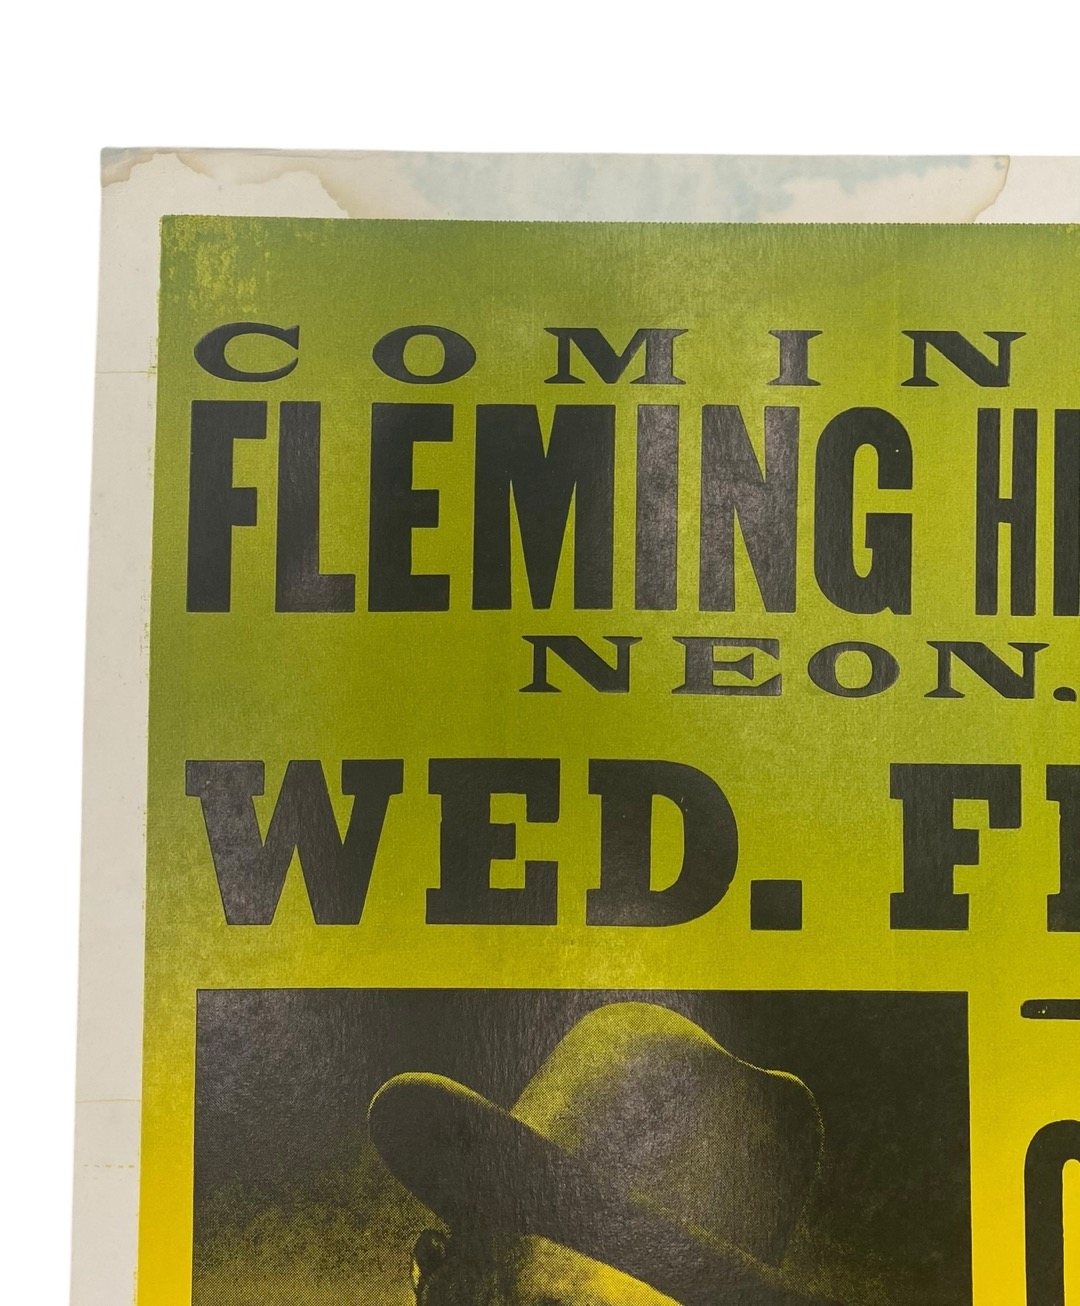 COMIN
FLEMING H
NEON.
WED. F